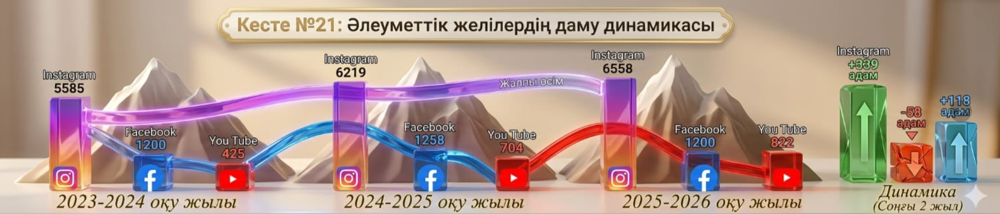 Кесте №21: Әлеуметтік желілердің даму динамикасы
Instagram
5585
Facebook
1200
You Tube
425
2023-2024 оқу жылы
Instagram
6219
Facebook
1258
You Tube
704
2024-2025 оқу жылы
Жалпы өсім
Instagram
6558
Facebook
1200
You Tube
822
2025-2026 оқу жылы
Instagram
+339
адам
-58
адам
+118
адам
Динамика
(Соңғы 2 жыл)